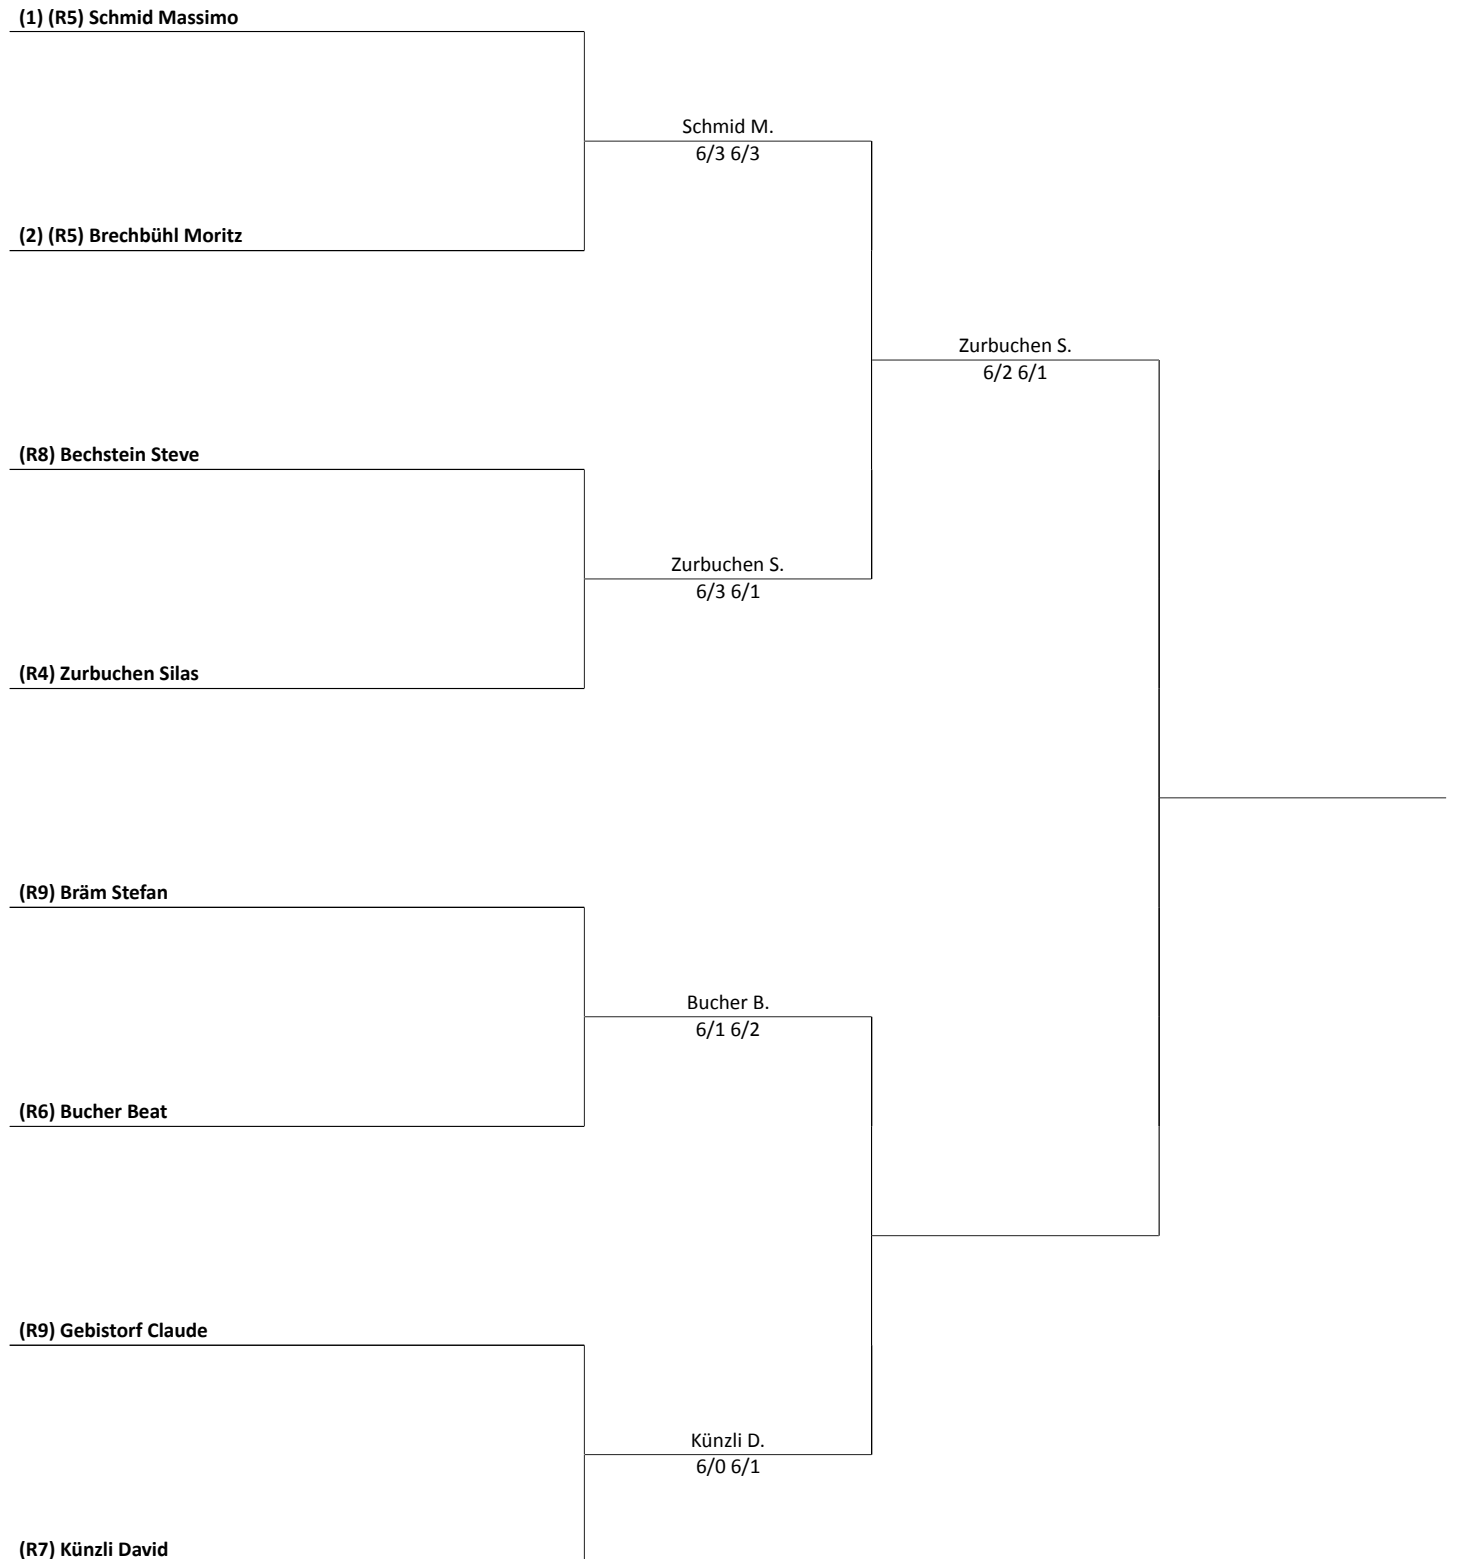 (1) (R5) Schmid Massimo
Schmid M.
6/3 6/3
(2) (R5) Brechbühl Moritz
Zurbuchen S.
6/2 6/1
(R8) Bechstein Steve
Zurbuchen S.
6/3 6/1
(R4) Zurbuchen Silas
(R9) Bräm Stefan
Bucher B.
6/1 6/2
(R6) Bucher Beat
(R9) Gebistorf Claude
Künzli D.
6/0 6/1
(R7) Künzli David